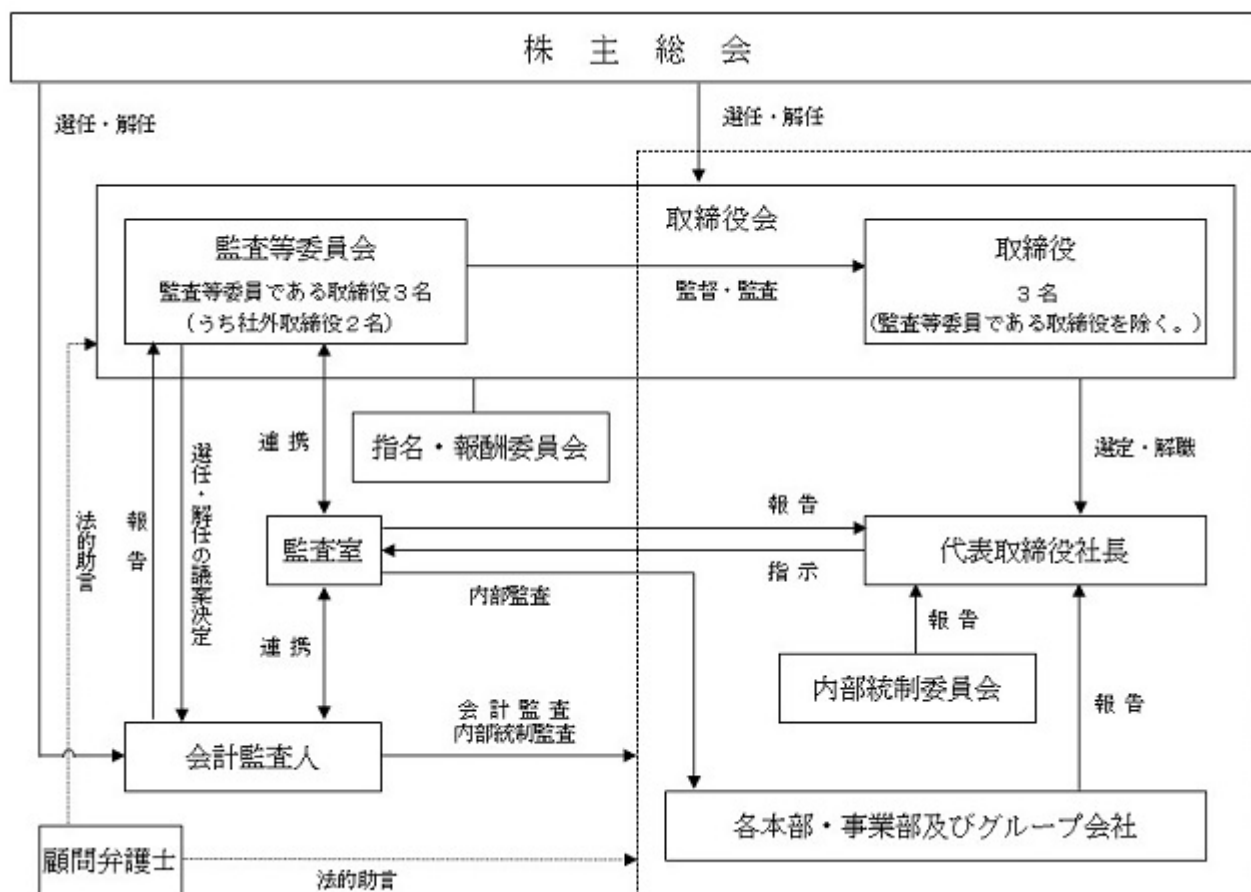 株主総会
選任・解任
選任・解任
取締役会
監査等委員会
監査等委員である取締役3名
(うち社外取締役2名)
監督・監査
取締役
3名
(監査等委員である取締役を除く。)
指名・報酬委員会
連携
選任・解任の議案決定
報告
法的助言
選定・解職
監査室
報告
指示
内部監査
代表取締役社長
連携
報告
内部統制委員会
報告
会計監査人
会計監査
内部統制監査
各本部・事業部及びグループ会社
顧問弁護士
法的助言